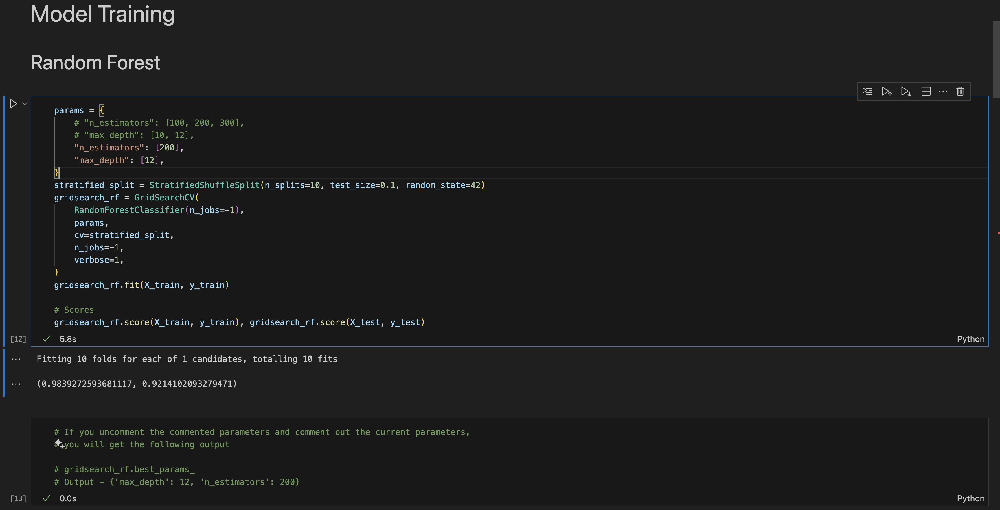 Model Training
Random Forest
params = {
    # "n_estimators": [100, 200, 300],
    # "max_depth": [10, 12],
    "n_estimators": [200],
    "max_depth": [12],
}
stratified_split = StratifiedShuffleSplit(n_splits=10, test_size=0.1, random_state=42)
gridsearch_rf = GridSearchCV(
    RandomForestClassifier(n_jobs=-1),
    params,
    cv=stratified_split,
    n_jobs=-1,
    verbose=1,
)
gridsearch_rf.fit(X_train, y_train)
# Scores
gridsearch_rf.score(X_train, y_train), gridsearch_rf.score(X_test, y_test)
[12] 5.8s Python
Fitting 10 folds for each of 1 candidates, totalling 10 fits
(0.9839272593681117, 0.9214102093279471)
# If you uncomment the commented parameters and comment out the current parameters,
# you will get the following output
# gridsearch_rf.best_params_
# Output - {'max_depth': 12, 'n_estimators': 200}
[13] 0.0s Python